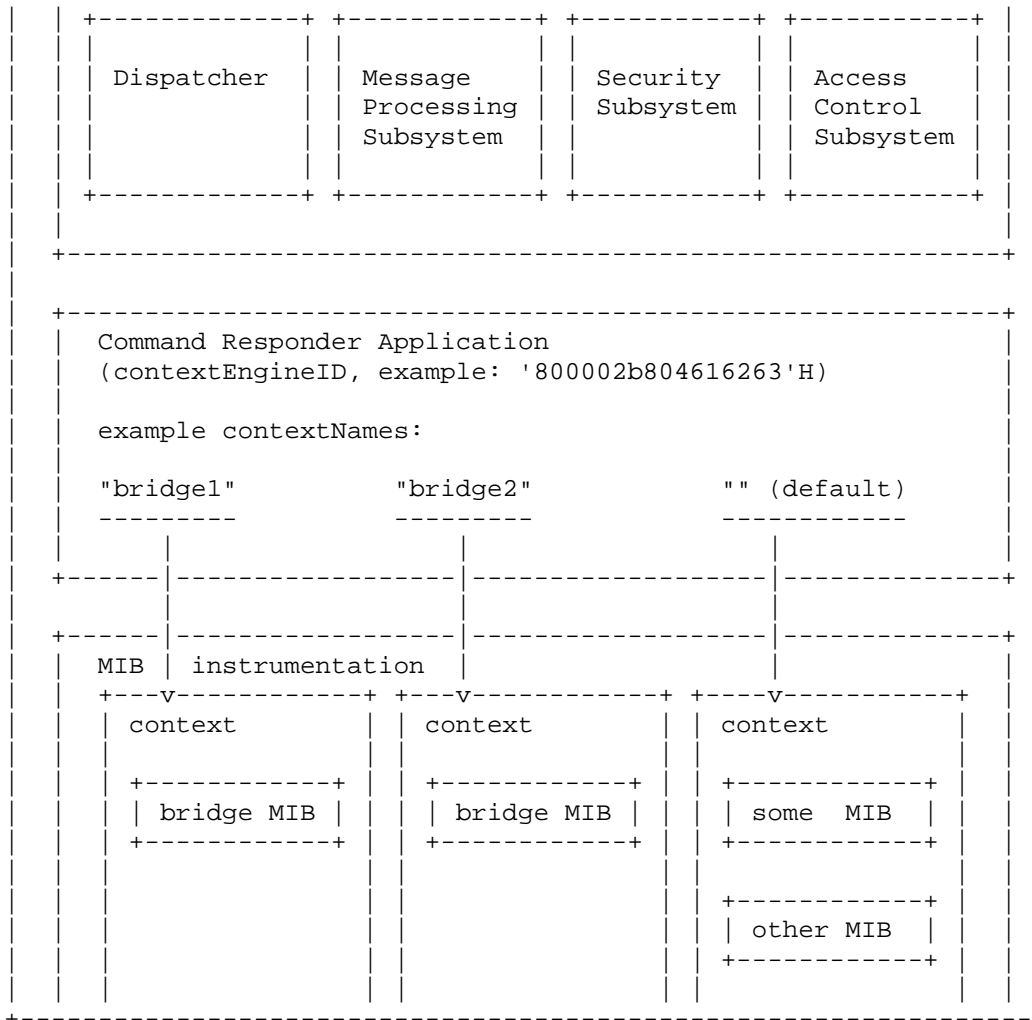 Dispatcher Message Security Access
Processing Subsystem Control
Subsystem Subsystem
Command Responder Application
(contextEngineID, example: '800002b804616263'H)
example contextNames:
"bridge1" "bridge2" "" (default)
MIB instrumentation
context context context
bridge MIB bridge MIB some MIB
other MIB